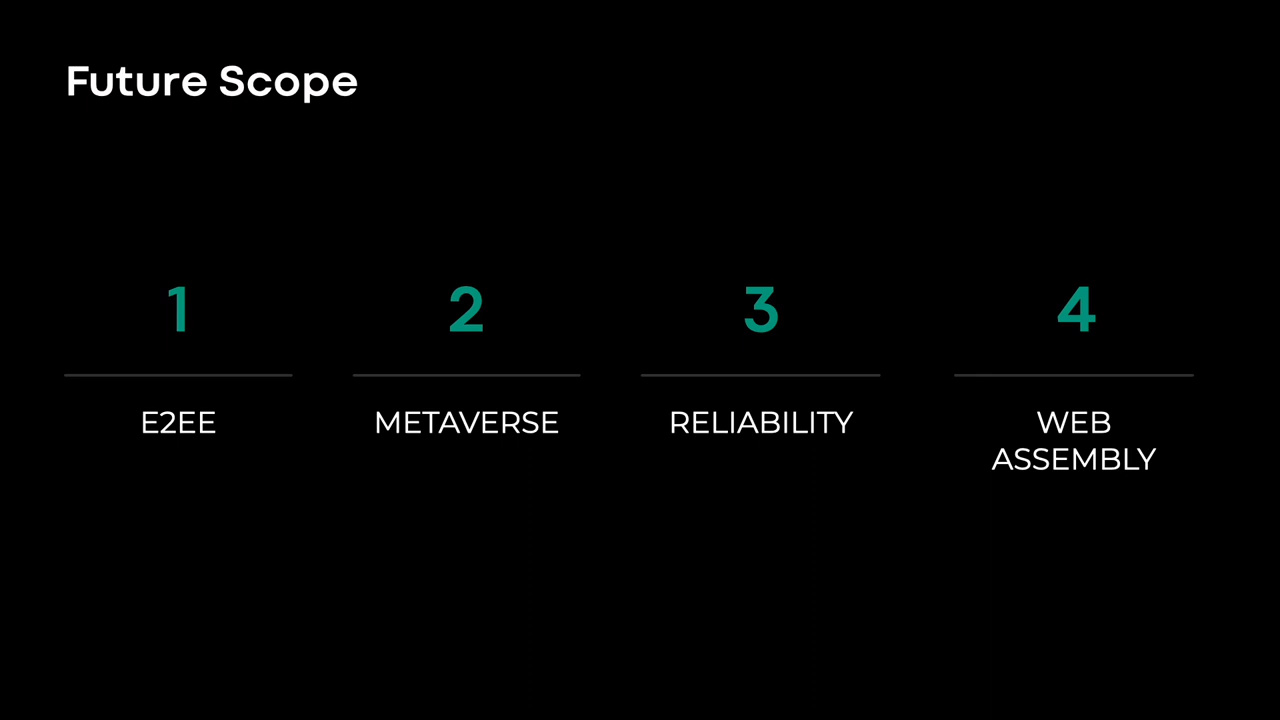 Future Scope
1
E2EE
2
METAVERSE
3
RELIABILITY
4
WEB
ASSEMBLY